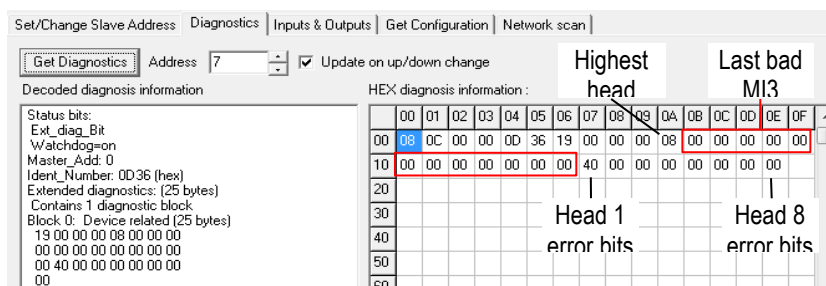 Set/Change Slave Address Diagnostics Inputs & Outputs Get Configuration Network scan
Get Diagnostics Address 7 Update on up/down change
Highest head
Last bad MI3
Decoded diagnosis information
HEX diagnosis information :
Status bits:
Ext_diag_Bit
Watchdog=on
Master_Add: 0
Ident_Number: 0D36 (hex)
Extended diagnostics: (25 bytes)
Contains 1 diagnostic block
Block 0: Device related (25 bytes)
19 00 00 00 08 00 00 00
00 00 00 00 00 00 00 00
00 40 00 00 00 00 00 00
00
00 01 02 03 04 05 06 07 08 09 0A 0B 0C 0D 0E 0F
00 08 0C 00 00 0D 36 19 00 00 00 08 00 00 00 00 00
10 00 00 00 00 00 00 00 40 00 00 00 00 00 00 00
20
30
40
50
60
Head 1 error bits
Head 8 error bits